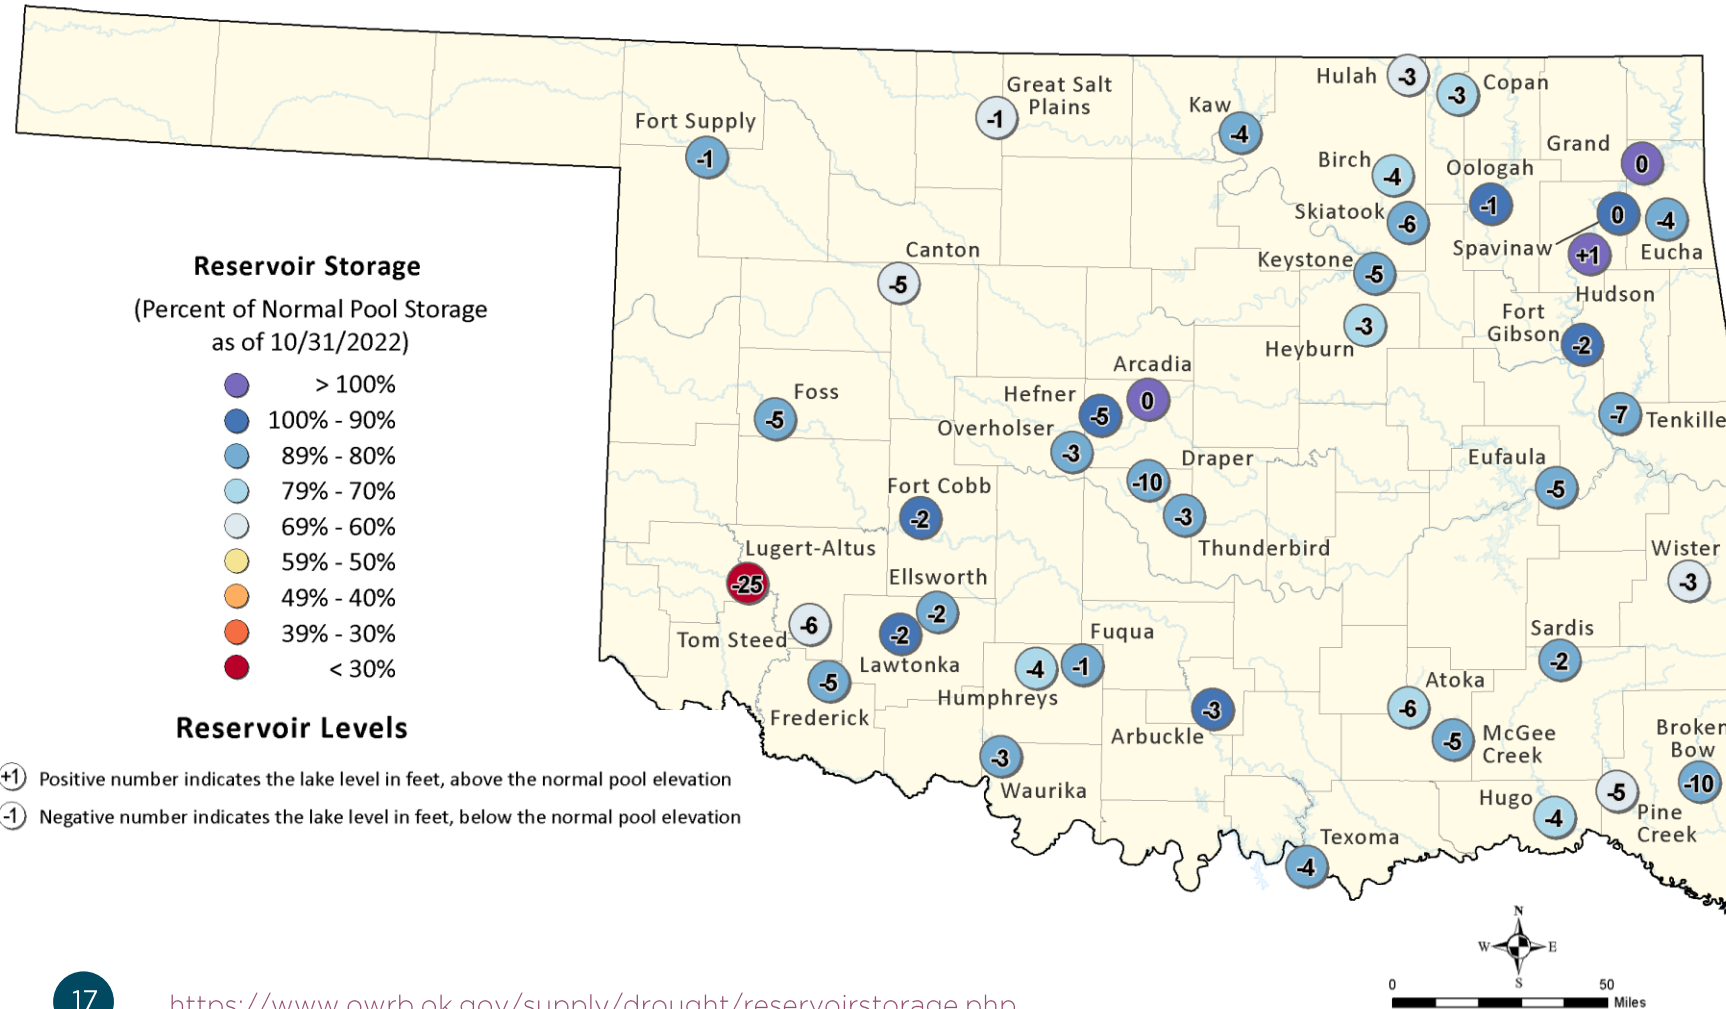 Reservoir Storage
(Percent of Normal Pool Storage
as of 10/31/2022)
> 100%
100% - 90%
89% - 80%
79% - 70%
69% - 60%
59% - 50%
49% - 40%
39% - 30%
< 30%
Reservoir Levels
+1 Positive number indicates the lake level in feet, above the normal pool elevation
-1 Negative number indicates the lake level in feet, below the normal pool elevation
Fort Supply
-1
Great Salt
Plains
-1
Kaw
-4
Hulah
-3
Copan
-3
Birch
-4
Skiatook
-6
Oologah
-1
Grand
0
Spavinaw
0
Eucha
-4
Hudson
+1
Keystone
-5
Heyburn
-3
Fort
Gibson
-2
Canton
-5
Foss
-5
Hefner
-5
Arcadia
0
Overholser
-3
Draper
-10
Thunderbird
-3
Tenkille
-7
Eufaula
-5
Fort Cobb
-2
Lugert-Altus
-25
Tom Steed
-6
Ellsworth
-2
Lawtonka
-2
Frederick
-5
Humphreys
-4
Fuqua
-1
Waurika
-3
Arbuckle
-3
Texoma
-4
Atoka
-6
McGee
Creek
-5
Sardis
-2
Wister
-3
Hugo
-4
Pine
Creek
-5
Broken
Bow
-10
N
W E
S
0 50
Miles
17
https://www.owrb.ok.gov/supply/drought/reservoirstorage.php